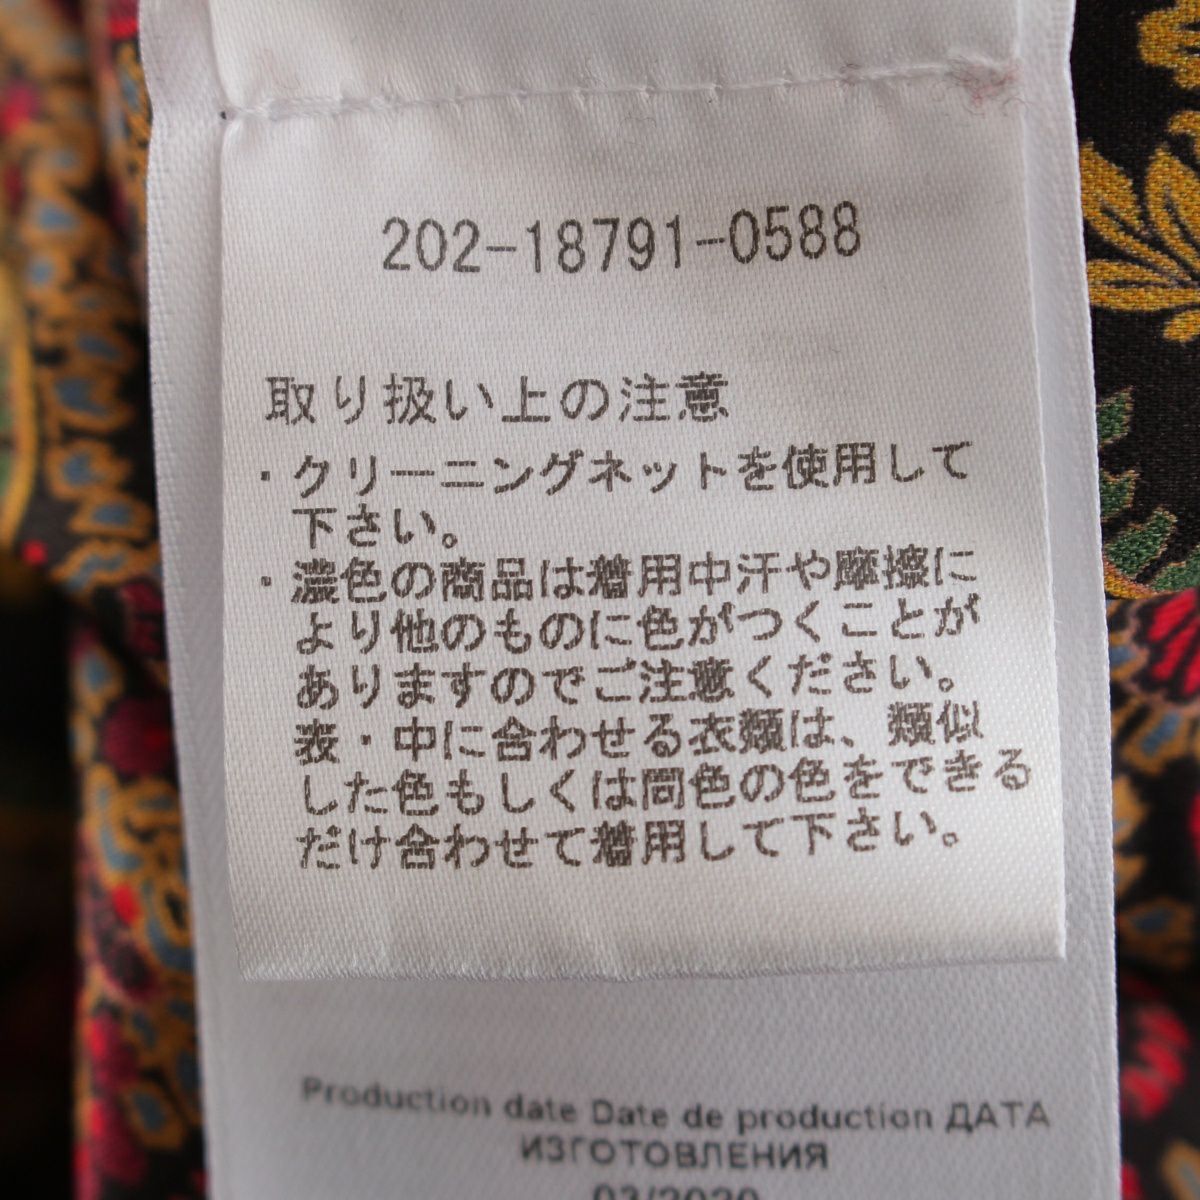 202-18791-0588
取り扱い上の注意
・クリーニングネットを使用して
下さい。
・濃色の商品は着用中汗や摩擦に
より他のものに色がつくことが
ありますのでご注意ください。
表・中に合わせる衣類は、類似
した色もしくは同色の色をできる
だけ合わせて着用して下さい。
Production date Date de production ДАТА
ИЗГОТОВЛЕНИЯ
03/2020